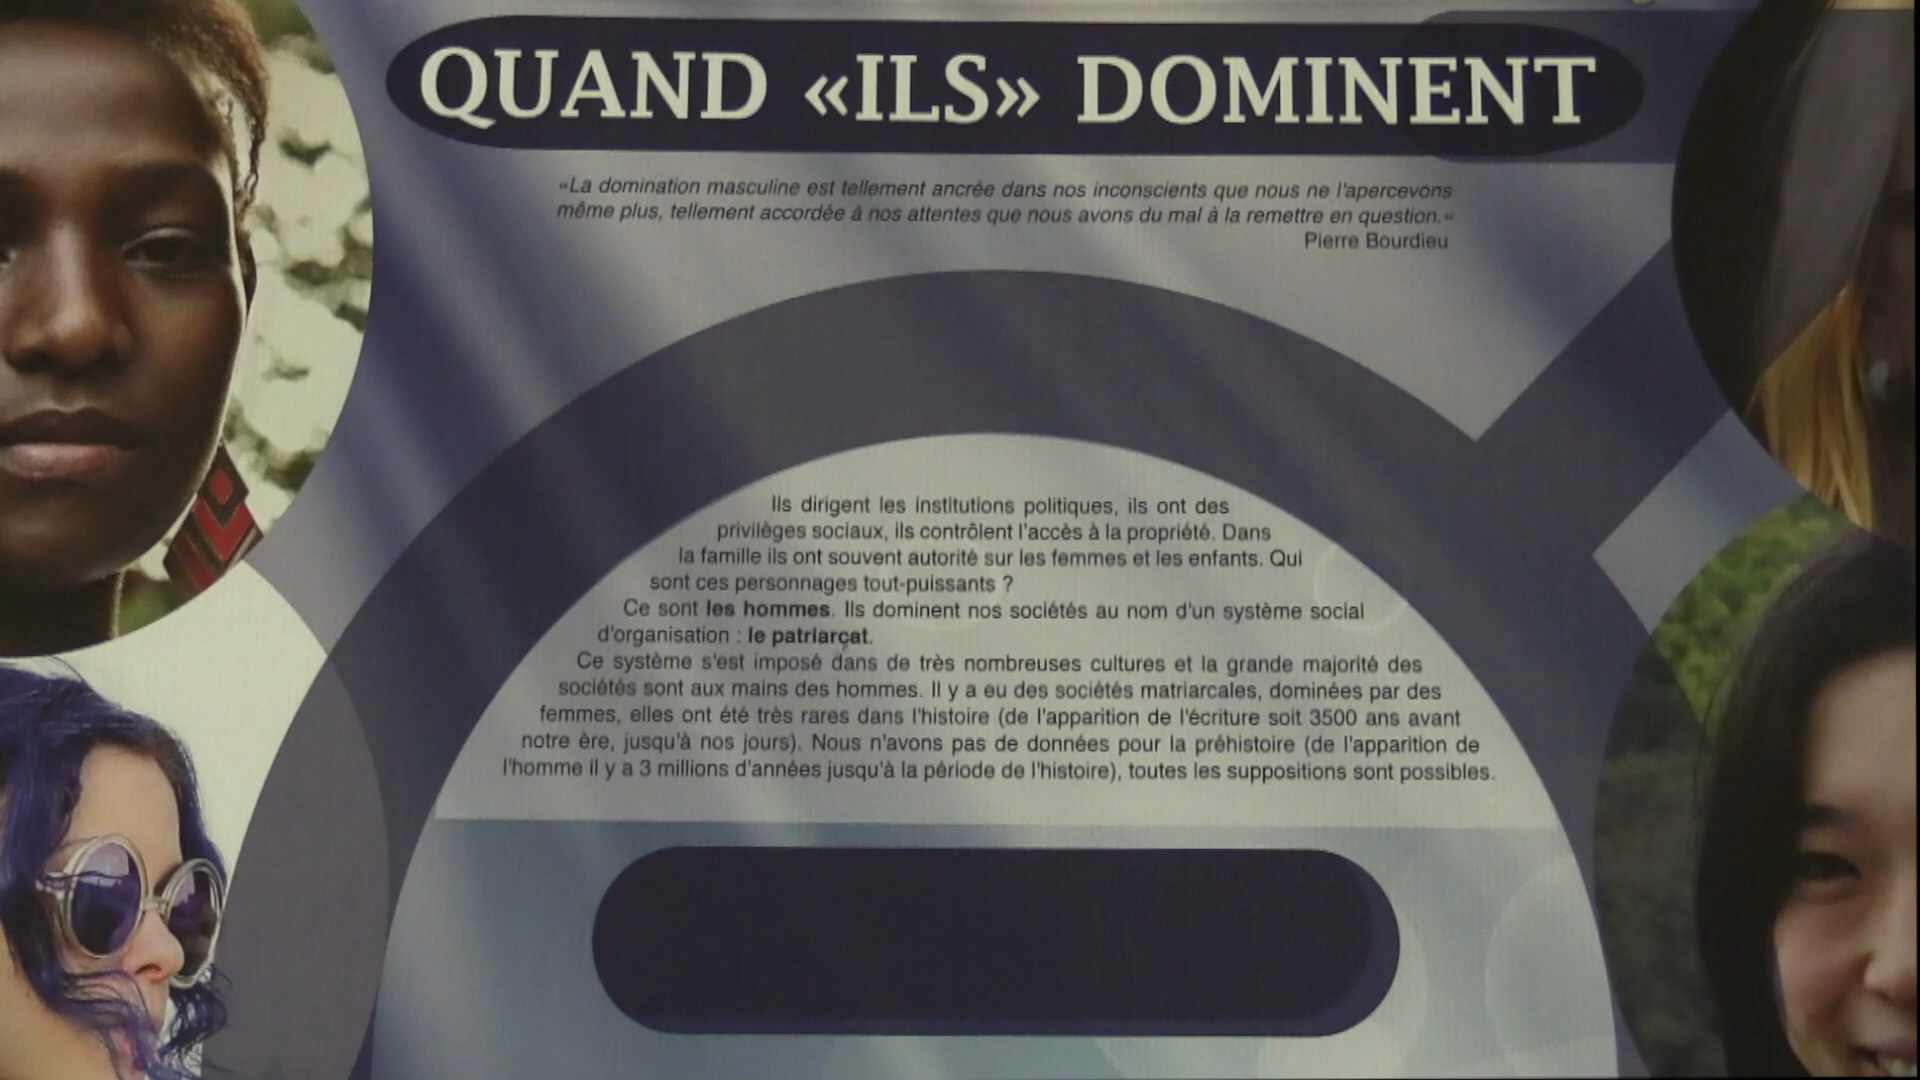 QUAND «ILS» DOMINENT
«La domination masculine est tellement ancrée dans nos inconscients que nous ne l'apercevons
même plus, tellement accordée à nos attentes que nous avons du mal à la remettre en question.»
Pierre Bourdieu
Ils dirigent les institutions politiques, ils ont des
privilèges sociaux, ils contrôlent l'accès à la propriété. Dans
la famille ils ont souvent autorité sur les femmes et les enfants. Qui
sont ces personnages tout-puissants ?
Ce sont les hommes. Ils dominent nos sociétés au nom d'un système social
d'organisation : le patriarçat.
Ce système s'est imposé dans de très nombreuses cultures et la grande majorité des
sociétés sont aux mains des hommes. Il y a eu des sociétés matriarcales, dominées par des
femmes, elles ont été très rares dans l'histoire (de l'apparition de l'écriture soit 3500 ans avant
notre ère, jusqu'à nos jours). Nous n'avons pas de données pour la préhistoire (de l'apparition de
l'homme il y a 3 millions d'années jusqu'à la période de l'histoire), toutes les suppositions sont possibles.